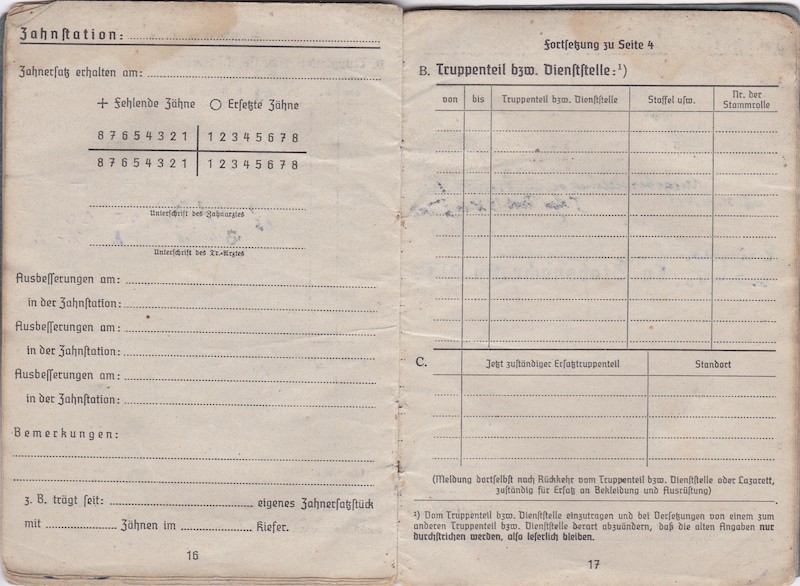 Zahnstation:
Zahnersatz erhalten am:
+ Fehlende Zähne ○ Ersetzte Zähne
8 7 6 5 4 3 2 1 1 2 3 4 5 6 7 8
8 7 6 5 4 3 2 1 1 2 3 4 5 6 7 8
Unterschrift des Zahnarztes
Unterschrift des Tr.-Arztes
Ausbesserungen am:
in der Zahnstation:
Ausbesserungen am:
in der Zahnstation:
Ausbesserungen am:
in der Zahnstation:
Bemerkungen:
z. B. trägt seit: eigenes Zahnersatzstück
mit Zähnen im Kiefer.
16
Fortsetzung zu Seite 4
B. Truppenteil bzw. Dienststelle:¹)
von bis Truppenteil bzw. Dienststelle Staffel usw. Nr. der Stammrolle
C. Jetzt zuständiger Ersatztruppenteil Standort
(Meldung dortselbst nach Rückkehr vom Truppenteil bzw. Dienststelle oder Lazarett,
zuständig für Ersatz an Bekleidung und Ausrüstung)
¹) Vom Truppenteil bzw. Dienststelle einzutragen und bei Versetzungen von einem zum
anderen Truppenteil bzw. Dienststelle derart abzuändern, daß die alten Angaben nur
durchstrichen werden, also leserlich bleiben.
17